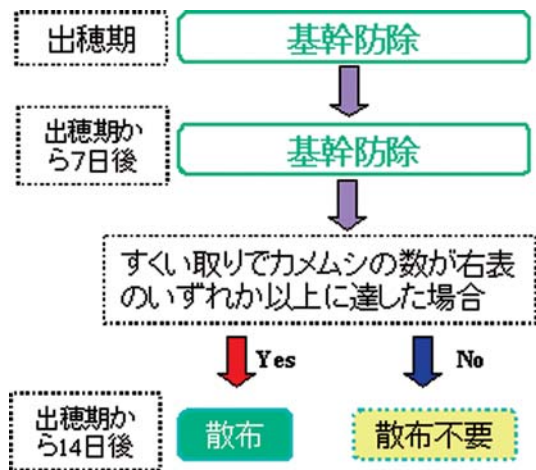 出穂期
基幹防除
出穂期か
ら7日後
基幹防除
すくい取りでカメムシの数が右表
のいずれか以上に達した場合
Yes
No
出穂期か
ら14日後
散布
散布不要